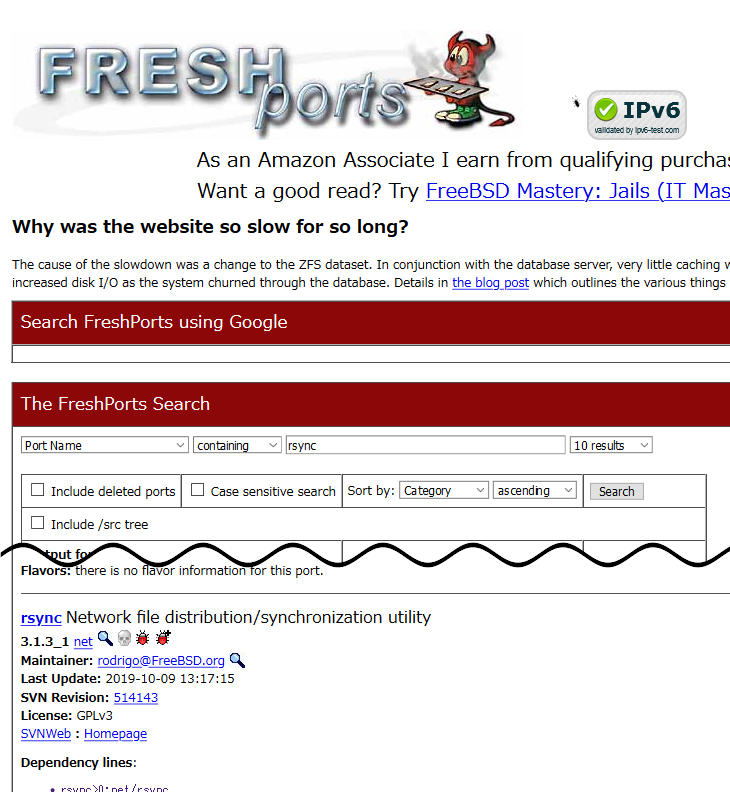 FRESH
ports
IPv6
validated by ipv6-test.com
As an Amazon Associate I earn from qualifying purcha
Want a good read? Try FreeBSD Mastery: Jails (IT Mas
Why was the website so slow for so long?
The cause of the slowdown was a change to the ZFS dataset. In conjunction with the database server, very little caching w
increased disk I/O as the system churned through the database. Details in the blog post which outlines the various things
Search FreshPorts using Google
The FreshPorts Search
Port Name containing rsync 10 results
Include deleted ports Case sensitive search Sort by: Category ascending Search
Include /src tree
Flavors: there is no flavor information for this port.
rsync Network file distribution/synchronization utility
3.1.3_1 net
Maintainer: rodrigo@FreeBSD.org
Last Update: 2019-10-09 13:17:15
SVN Revision: 514143
License: GPLv3
SVNWeb : Homepage
Dependency lines:
• rsync>0:net/rsync